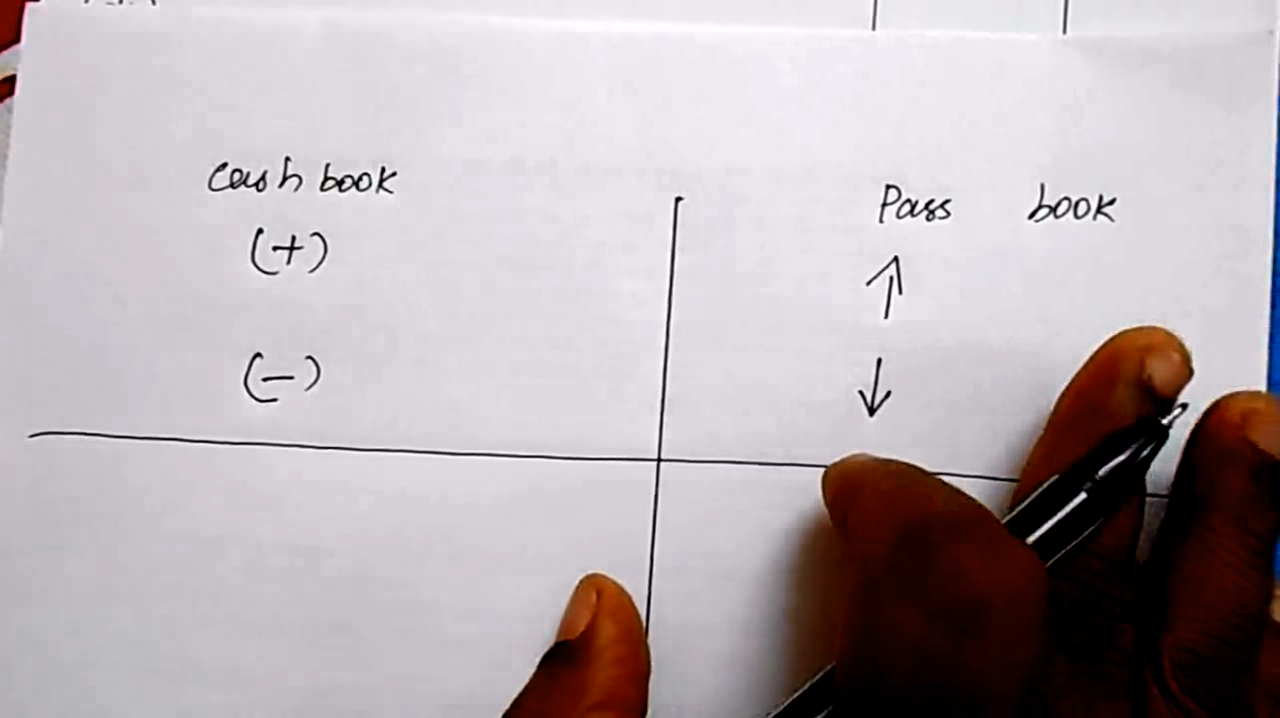 Cash book
(+)
(-)
Pass book
↑
↓